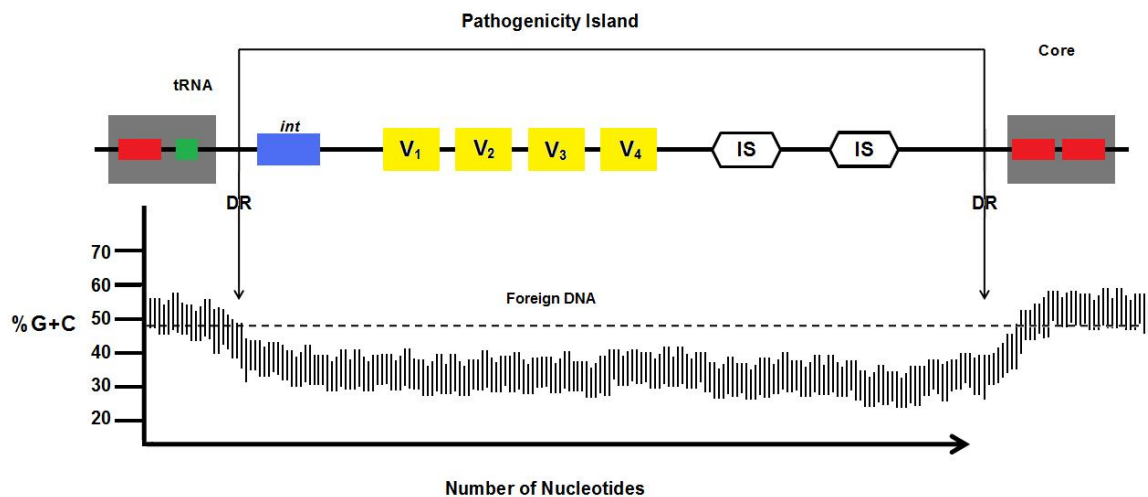 Pathogenicity Island
Core
tRNA
int
V₁ V₂ V₃ V₄ IS IS
DR DR
70
60
Foreign DNA
50
%G+C
40
30
20
Number of Nucleotides